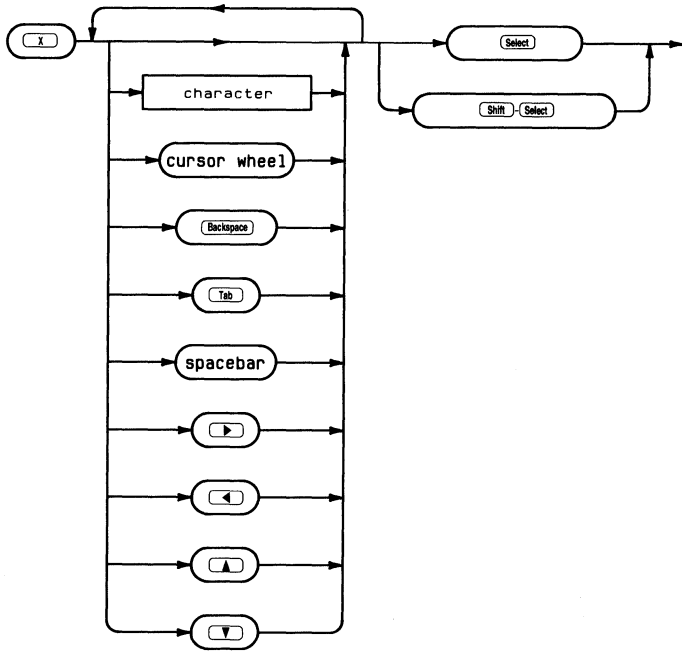 X
Select
character
Shift - Select
cursor wheel
Backspace
Tab
spacebar
▶
◀
▲
▼